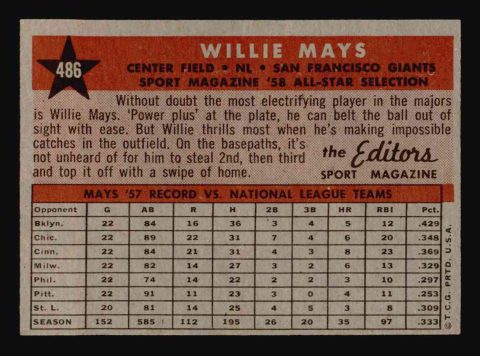 486
WILLIE MAYS
CENTER FIELD • NL • SAN FRANCISCO GIANTS
SPORT MAGAZINE '58 ALL-STAR SELECTION
Without doubt the most electrifying player in the majors
is Willie Mays. 'Power plus' at the plate, he can belt the ball out
of sight with ease. But Willie thrills most when he's making impossible
catches in the outfield. On the basepaths, it's
not unheard of for him to steal 2nd, then third
and top it off with a swipe of home.
the Editors
SPORT MAGAZINE
MAYS '57 RECORD VS. NATIONAL LEAGUE TEAMS
Opponent G AB R H 2B 3B HR RBI Pct.
Bklyn. 22 84 16 36 3 4 5 12 .429
Chic. 22 89 22 31 7 4 6 20 .348
Cinn. 22 84 21 31 4 3 8 23 .369
Milw. 22 82 14 27 3 4 6 13 .329
Phil. 22 74 14 22 2 2 3 10 .297
Pitt. 22 91 11 23 3 0 4 11 .253
St. L. 20 81 14 25 4 3 3 8 .309
SEASON 152 585 112 195 26 20 35 97 .333
© T.C.G. PRTD. U.S.A.